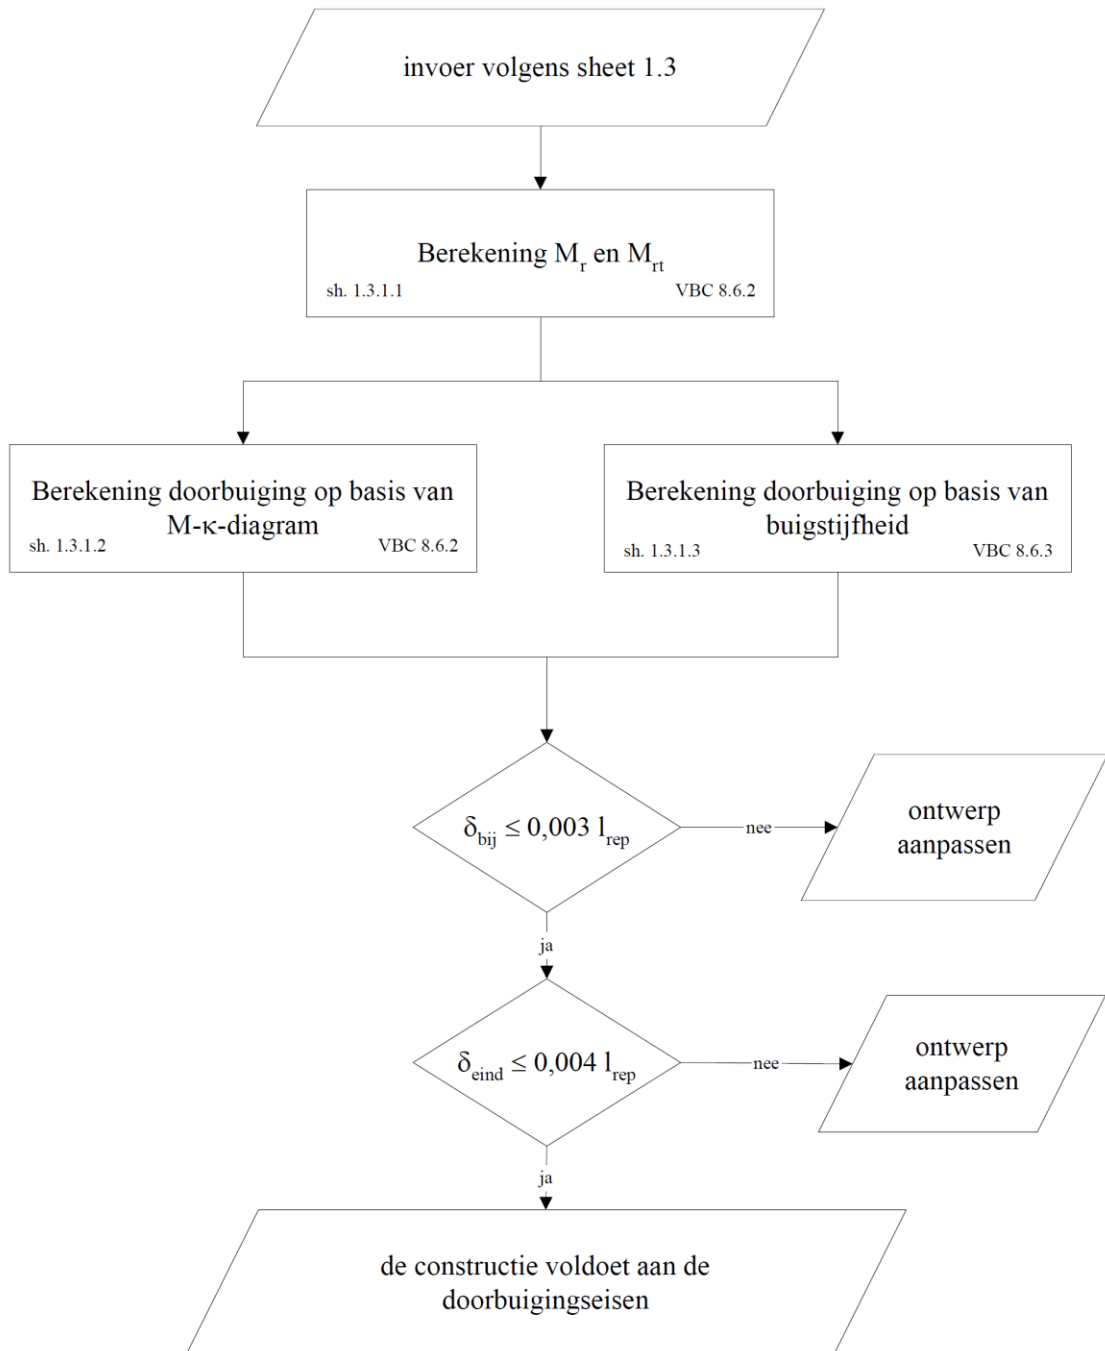 invoer volgens sheet 1.3
Berekening M_r en M_rt
sh. 1.3.1.1 VBC 8.6.2
Berekening doorbuiging op basis van
M-κ-diagram
sh. 1.3.1.2 VBC 8.6.2
Berekening doorbuiging op basis van
buigstijfheid
sh. 1.3.1.3 VBC 8.6.3
δ_bij ≤ 0,003 l_rep
nee
ontwerp
aanpassen
ja
δ_eind ≤ 0,004 l_rep
nee
ontwerp
aanpassen
ja
de constructie voldoet aan de
doorbuigingseisen